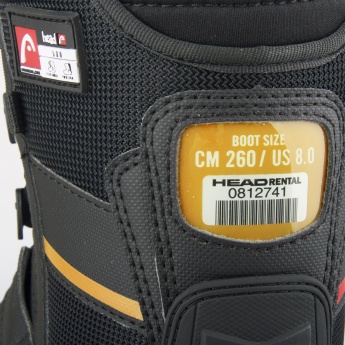 head
BOOT SIZE
CM 260 / US 8.0
HEAD RENTAL
0812741